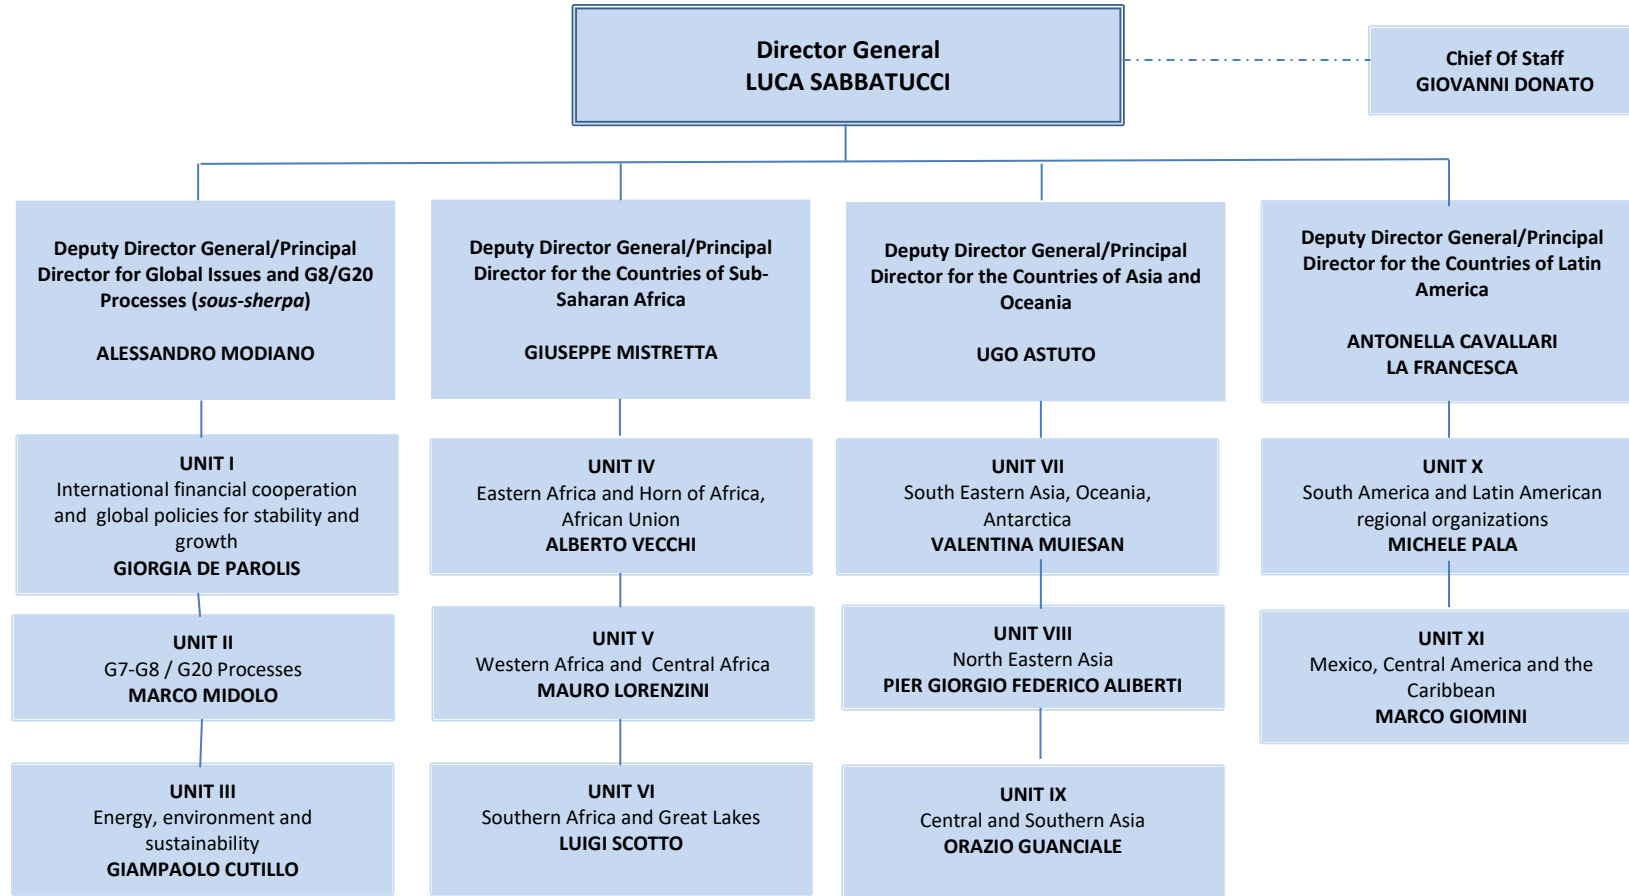 Director General
LUCA SABBATUCCI
Chief Of Staff
GIOVANNI DONATO
Deputy Director General/Principal
Director for Global Issues and G8/G20
Processes (sous-sherpa)
ALESSANDRO MODIANO
Deputy Director General/Principal
Director for the Countries of Sub-
Saharan Africa
GIUSEPPE MISTRETTA
Deputy Director General/Principal
Director for the Countries of Asia and
Oceania
UGO ASTUTO
Deputy Director General/Principal
Director for the Countries of Latin
America
ANTONELLA CAVALLARI
LA FRANCESCA
UNIT I
International financial cooperation
and global policies for stability and
growth
GIORGIA DE PAROLIS
UNIT IV
Eastern Africa and Horn of Africa,
African Union
ALBERTO VECCHI
UNIT VII
South Eastern Asia, Oceania,
Antarctica
VALENTINA MUIESAN
UNIT X
South America and Latin American
regional organizations
MICHELE PALA
UNIT II
G7-G8 / G20 Processes
MARCO MIDOLO
UNIT V
Western Africa and Central Africa
MAURO LORENZINI
UNIT VIII
North Eastern Asia
PIER GIORGIO FEDERICO ALIBERTI
UNIT XI
Mexico, Central America and the
Caribbean
MARCO GIOMINI
UNIT III
Energy, environment and
sustainability
GIAMPAOLO CUTILLO
UNIT VI
Southern Africa and Great Lakes
LUIGI SCOTTO
UNIT IX
Central and Southern Asia
ORAZIO GUANCIALE